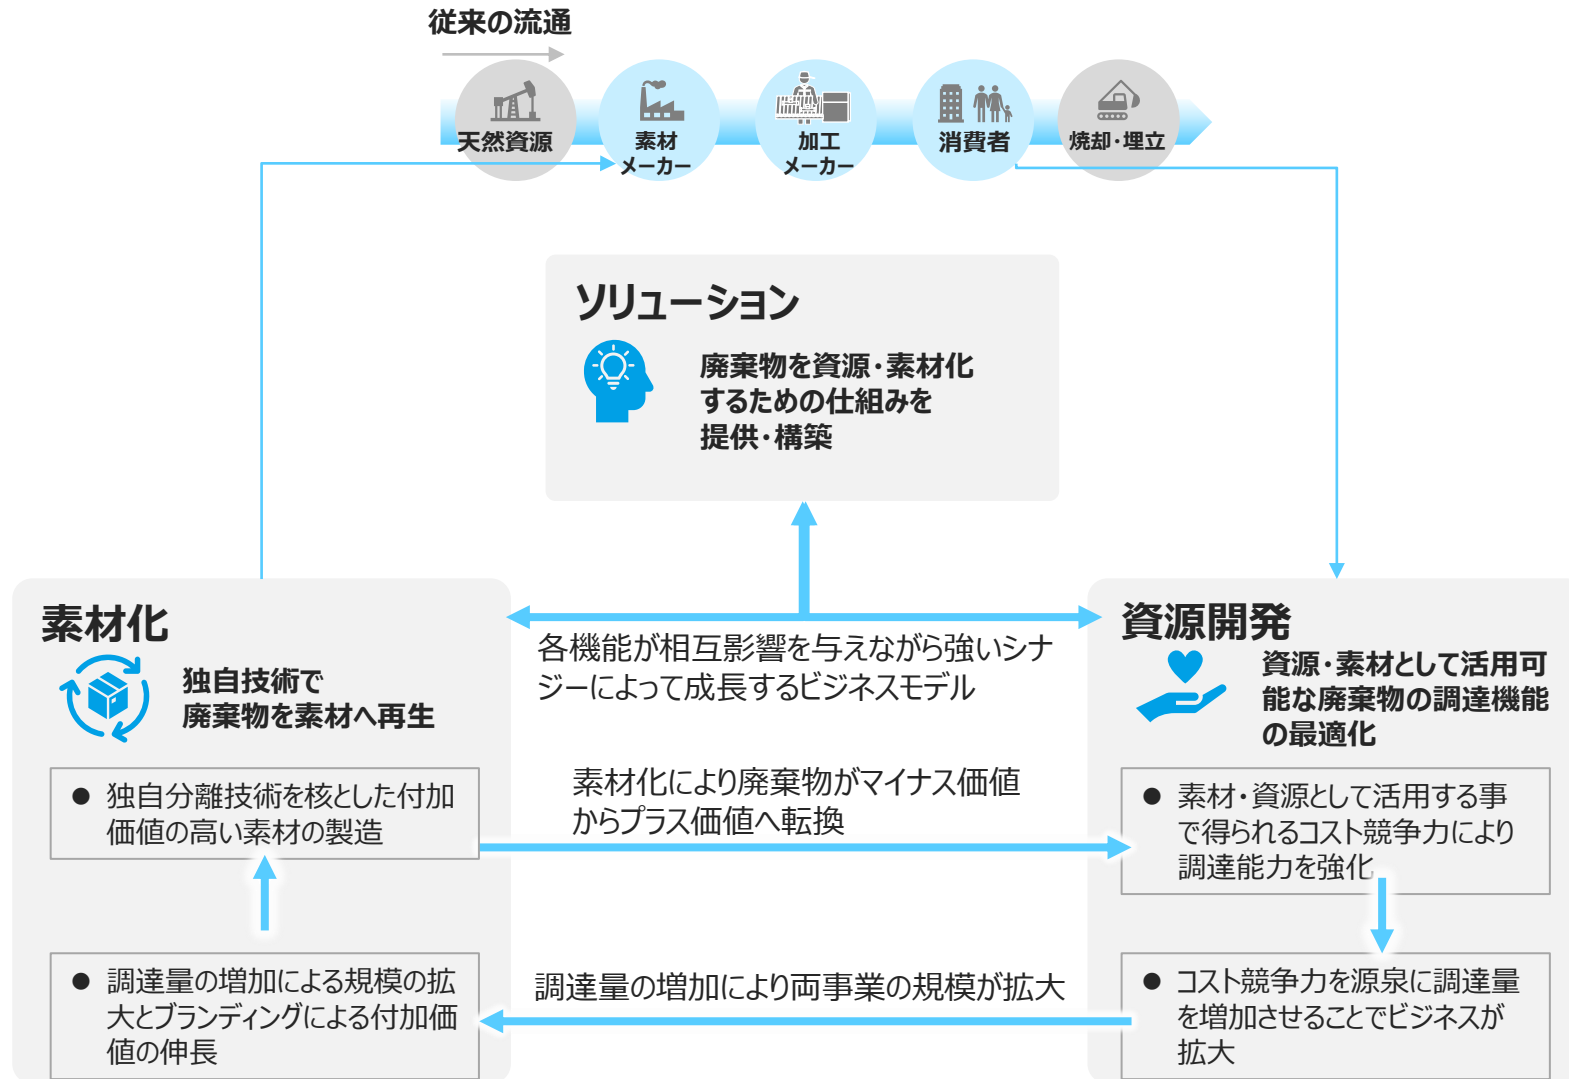 従来の流通
天然資源
素材
メーカー
加工
メーカー
消費者
焼却・埋立
ソリューション
廃棄物を資源・素材化
するための仕組みを
提供・構築
素材化
独自技術で
廃棄物を素材へ再生
各機能が相互影響を与えながら強いシナ
ジーによって成長するビジネスモデル
資源開発
資源・素材として活用可
能な廃棄物の調達機能
の最適化
● 独自分離技術を核とした付加
価値の高い素材の製造
素材化により廃棄物がマイナス価値
からプラス価値へ転換
● 素材・資源として活用する事
で得られるコスト競争力により
調達能力を強化
● 調達量の増加による規模の拡
大とブランディングによる付加価
値の伸長
調達量の増加により両事業の規模が拡大
● コスト競争力を源泉に調達量
を増加させることでビジネスが
拡大